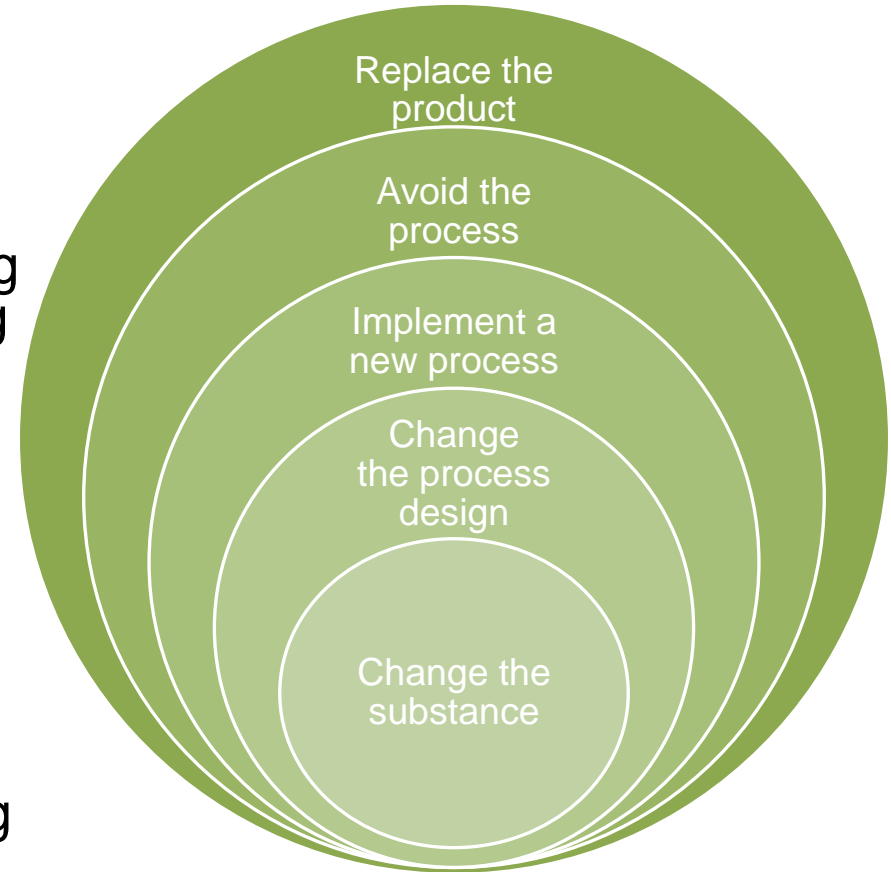 Replace the
product
Avoid the
process
g
g
Implement a
new process
Change
the process
design
Change the
substance
g